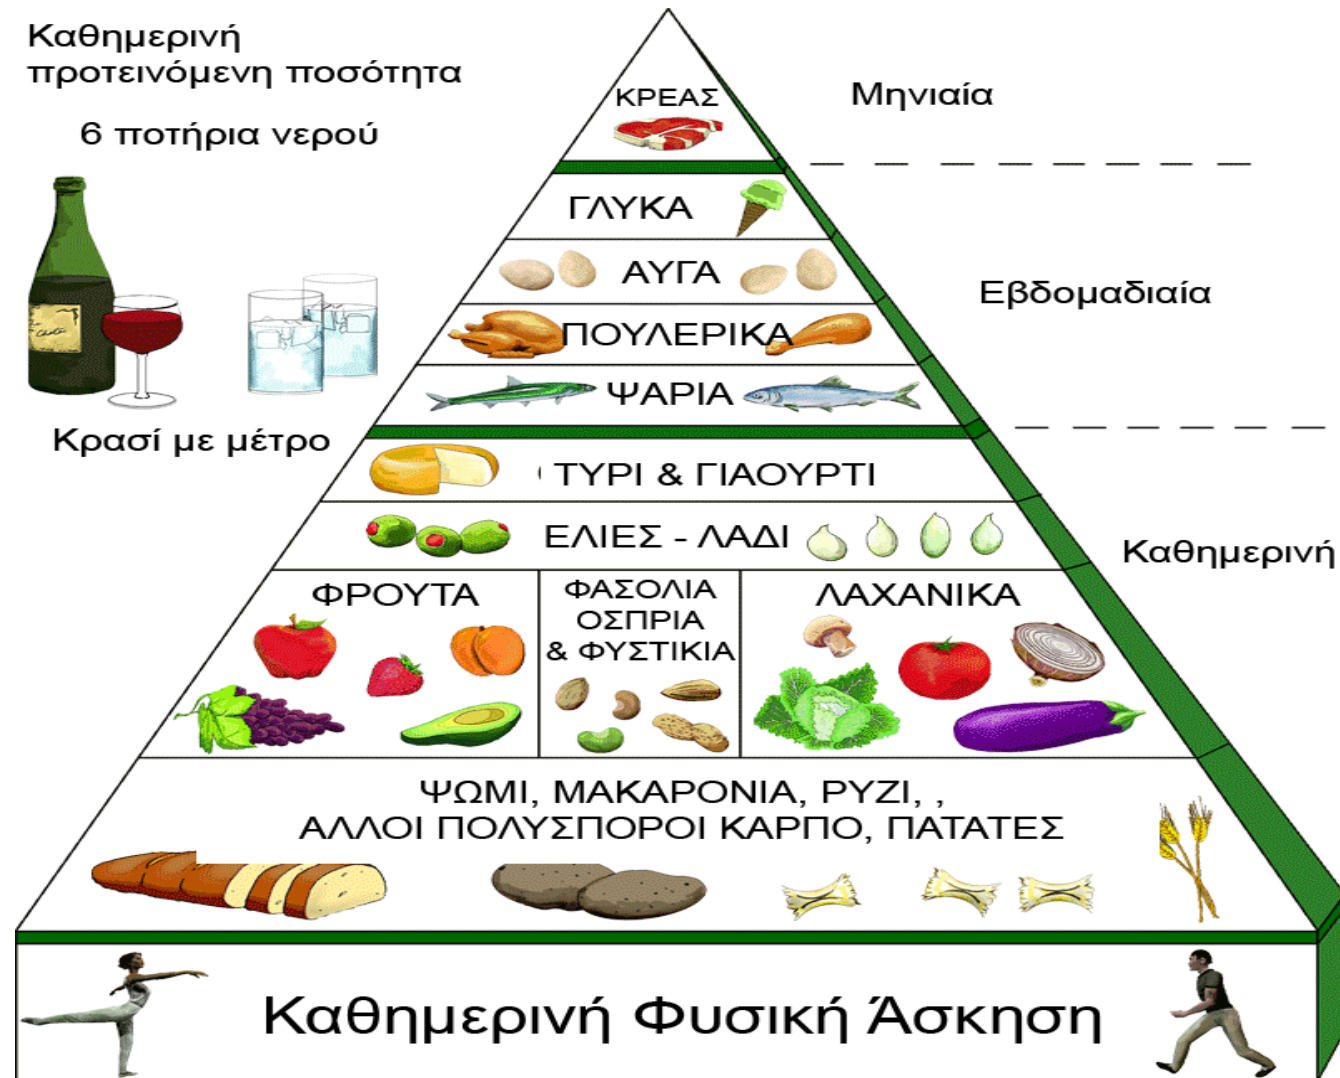 Καθημερινή
προτεινόμενη ποσότητα
6 ποτήρια νερού
Κρασί με μέτρο
ΚΡΕΑΣ
Μηνιαία
ΓΛΥΚΑ
ΑΥΓΑ
ΠΟΥΛΕΡΙΚΑ
ΨΑΡΙΑ
Εβδομαδιαία
ΤΥΡΙ & ΓΙΑΟΥΡΤΙ
ΕΛΙΕΣ - ΛΑΔΙ
Καθημερινή
ΦΡΟΥΤΑ
ΦΑΣΟΛΙΑ
ΟΣΠΡΙΑ
& ΦΥΣΤΙΚΙΑ
ΛΑΧΑΝΙΚΑ
ΨΩΜΙ, ΜΑΚΑΡΟΝΙΑ, ΡΥΖΙ, ,
ΑΛΛΟΙ ΠΟΛΥΣΠΟΡΟΙ ΚΑΡΠΟ, ΠΑΤΑΤΕΣ
Καθημερινή Φυσική Άσκηση